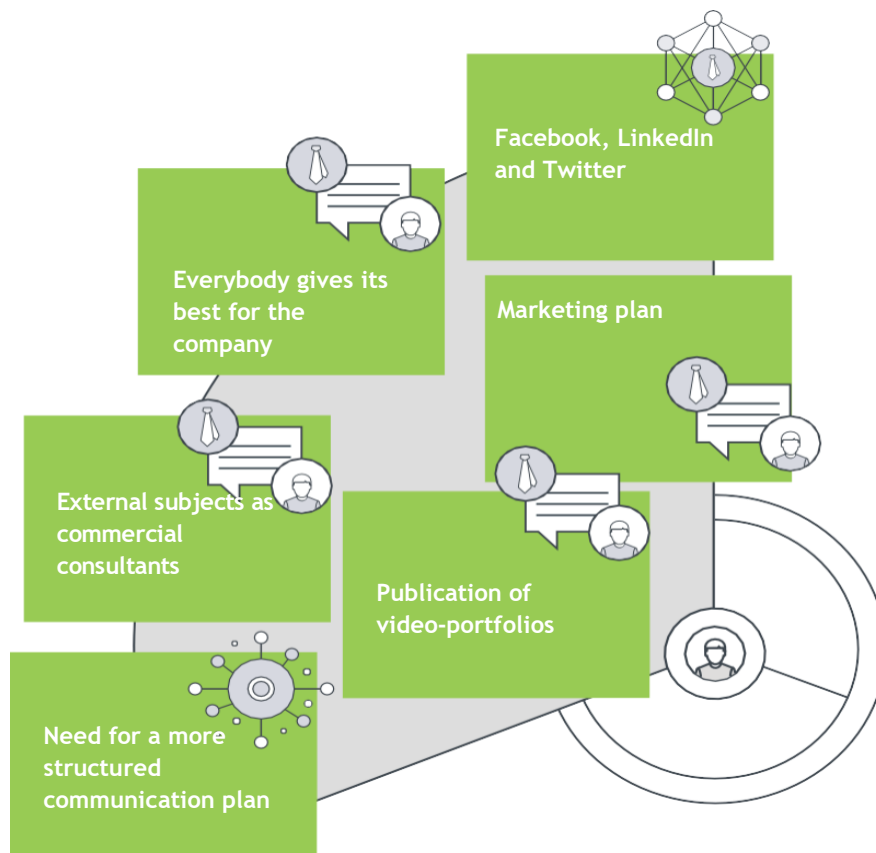 Facebook, LinkedIn
and Twitter
Everybody gives its
best for the
company
Marketing plan
External subjects as
commercial
consultants
Publication of
video-portfolios
Need for a more
structured
communication plan